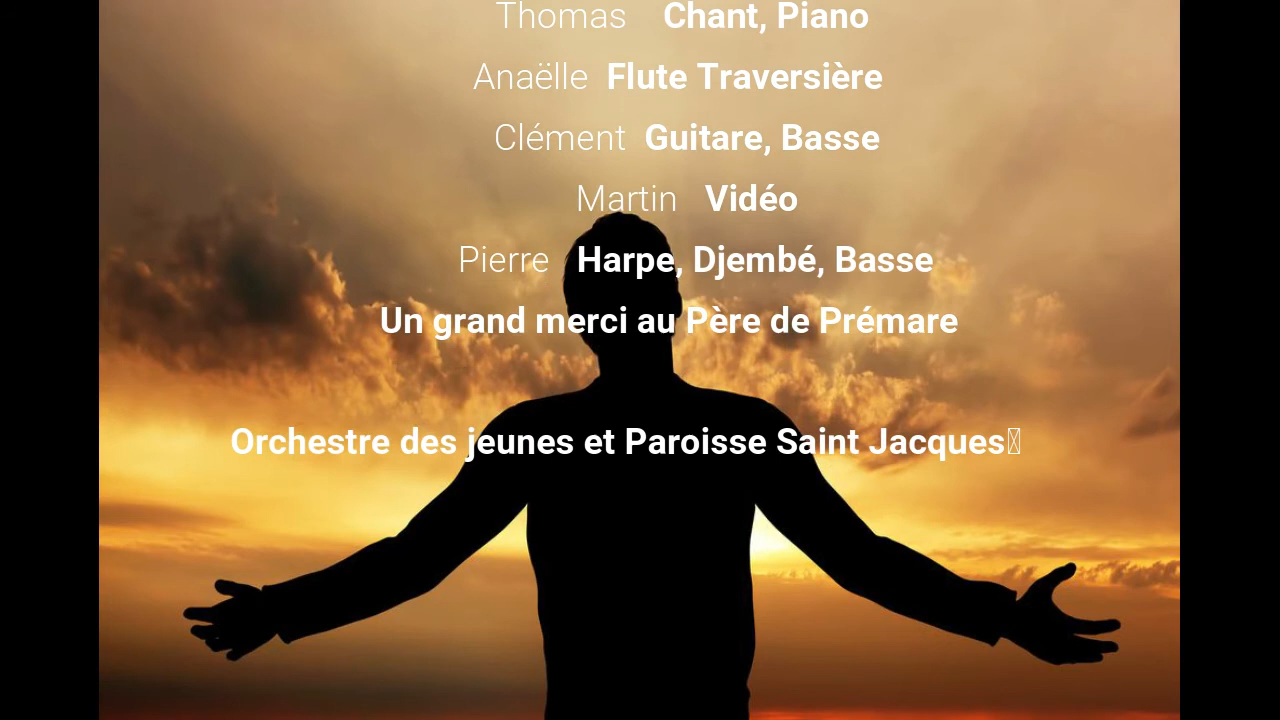 Thomas Chant, Piano
Anaëlle Flute Traversière
Clément Guitare, Basse
Martin Vidéo
Pierre Harpe, Djembé, Basse
Un grand merci au Père de Prémare
Orchestre des jeunes et Paroisse Saint Jacques